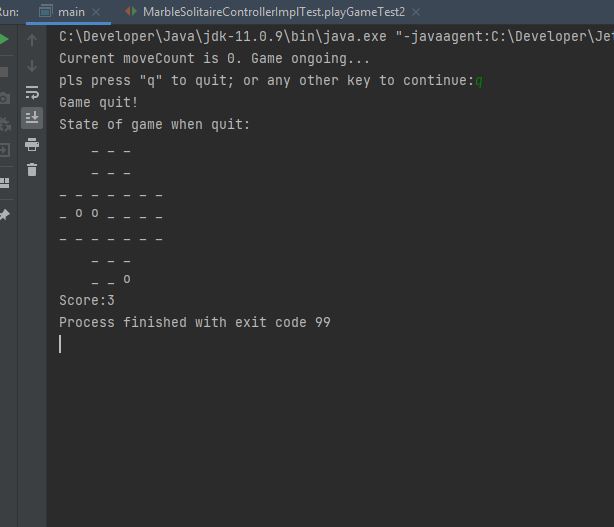 Run: main × MarbleSolitaireControllerImplTest.playGameTest2 ×
C:\Developer\Java\jdk-11.0.9\bin\java.exe "-javaagent:C:\Developer\Jet
Current moveCount is 0. Game ongoing...
pls press "q" to quit; or any other key to continue:q
Game quit!
State of game when quit:
    _ _ _
    _ _ _
_ _ _ _ _ _ _
_ o o _ _ _ _
_ _ _ _ _ _ _
    _ _ _
    _ _ o
Score:3
Process finished with exit code 99